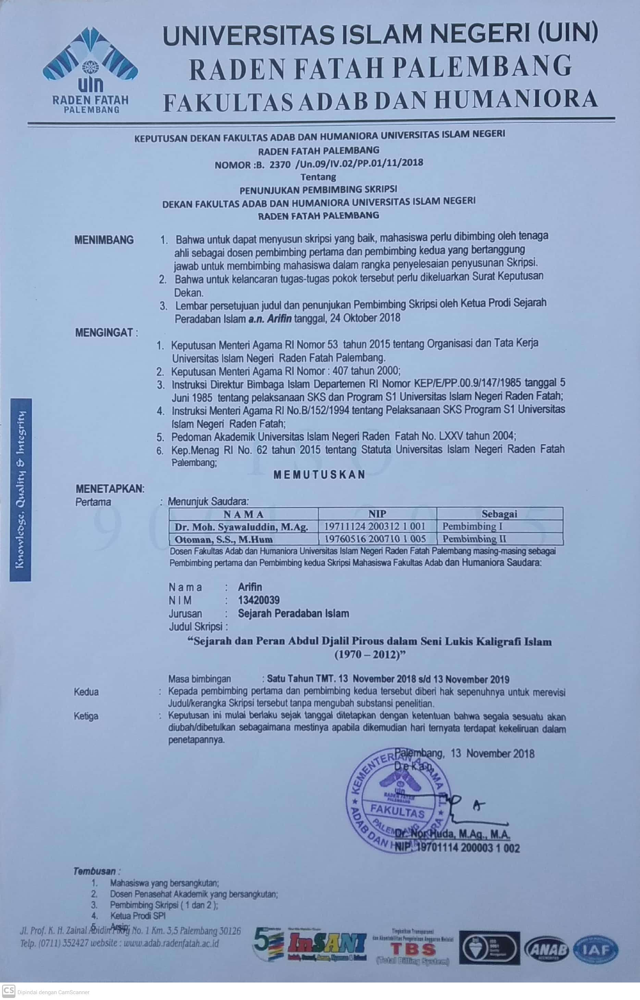 UNIVERSITAS ISLAM NEGERI (UIN)
RADEN FATAH PALEMBANG
FAKULTAS ADAB DAN HUMANIORA
uin
RADEN FATAH
PALEMBANG
KEPUTUSAN DEKAN FAKULTAS ADAB DAN HUMANIORA UNIVERSITAS ISLAM NEGERI
RADEN FATAH PALEMBANG
NOMOR :B. 2370 /Un.09/IV.02/PP.01/11/2018
Tentang
PENUNJUKAN PEMBIMBING SKRIPSI
DEKAN FAKULTAS ADAB DAN HUMANIORA UNIVERSITAS ISLAM NEGERI
RADEN FATAH PALEMBANG
MENIMBANG 1. Bahwa untuk dapat menyusun skripsi yang baik, mahasiswa perlu dibimbing oleh tenaga
ahli sebagai dosen pembimbing pertama dan pembimbing kedua yang bertanggung
jawab untuk membimbing mahasiswa dalam rangka penyelesaian penyusunan Skripsi.
2. Bahwa untuk kelancaran tugas-tugas pokok tersebut perlu dikeluarkan Surat Keputusan
Dekan.
3. Lembar persetujuan judul dan penunjukan Pembimbing Skripsi oleh Ketua Prodi Sejarah
Peradaban Islam a.n. Arifin tanggal, 24 Oktober 2018
MENGINGAT :
1. Keputusan Menteri Agama RI Nomor 53 tahun 2015 tentang Organisasi dan Tata Kerja
Universitas Islam Negeri Raden Fatah Palembang.
2. Keputusan Menteri Agama RI Nomor : 407 tahun 2000;
3. Instruksi Direktur Bimbaga Islam Departemen RI Nomor KEP/E/PP.00.9/147/1985 tanggal 5
Juni 1985 tentang pelaksanaan SKS dan Program S1 Universitas Islam Negeri Raden Fatah;
4. Instruksi Menteri Agama RI No.B/152/1994 tentang Pelaksanaan SKS Program S1 Universitas
Islam Negeri Raden Fatah;
5. Pedoman Akademik Universitas Islam Negeri Raden Fatah No. LXXV tahun 2004;
6. Kep.Menag RI No. 62 tahun 2015 tentang Statuta Universitas Islam Negeri Raden Fatah
Palembang;
ISO
9001 2015
Knowledge, Quality & Integrity
MEMUTUSKAN
MENETAPKAN:
Pertama : Menunjuk Saudara:
N A M A NIP Sebagai
Dr. Moh. Syawaluddin, M.Ag. 19711124 200312 1 001 Pembimbing I
Otoman, S.S., M.Hum 19760516 200710 1 005 Pembimbing II
Dosen Fakultas Adab dan Humaniora Universitas Islam Negeri Raden Fatah Palembang masing-masing sebagai
Pembimbing pertama dan Pembimbing kedua Skripsi Mahasiswa Fakultas Adab dan Humaniora Saudara:
N a m a : Arifin
N I M : 13420039
Jurusan : Sejarah Peradaban Islam
Judul Skripsi :
“Sejarah dan Peran Abdul Djalil Pirous dalam Seni Lukis Kaligrafi Islam
(1970 – 2012)”
Masa bimbingan : Satu Tahun TMT. 13 November 2018 s/d 13 November 2019
Kedua : Kepada pembimbing pertama dan pembimbing kedua tersebut diberi hak sepenuhnya untuk merevisi
Judul/kerangka Skripsi tersebut tanpa mengubah substansi penelitian.
Ketiga : Keputusan ini mulai berlaku sejak tanggal ditetapkan dengan ketentuan bahwa segala sesuatu akan
diubah/dibetulkan sebagaimana mestinya apabila dikemudian hari ternyata terdapat kekeliruan dalam
penetapannya.
Palembang, 13 November 2018
Dekan,
KEMENTERIAN AGAMA R.I.
uin
RADEN FATAH
PALEMBANG
FAKULTAS
PALEMBANG
ADAB DAN HUMANIORA
Dr. Nor Huda, M.Ag., M.A.
NIP. 19701114 200003 1 002
Tembusan :
1. Mahasiswa yang bersangkutan;
2. Dosen Penasehat Akademik yang bersangkutan;
3. Pembimbing Skripsi ( 1 dan 2 );
4. Ketua Prodi SPI
5. Arsip;
Jl. Prof. K. H. Zainal Abidin Fikry No. 1 Km. 3,5 Palembang 30126
Telp. (0711) 352427 website : www.adab.radenfatah.ac.id
5
InSANI
Tingkatkan Transparansi
dan Akuntabilitas Pengelolaan Anggaran Melalui
TBS
(Total Billing System)
bsi
ISO
9001
ANAB
ACCREDITED
IAF
CS Dipindai dengan CamScanner